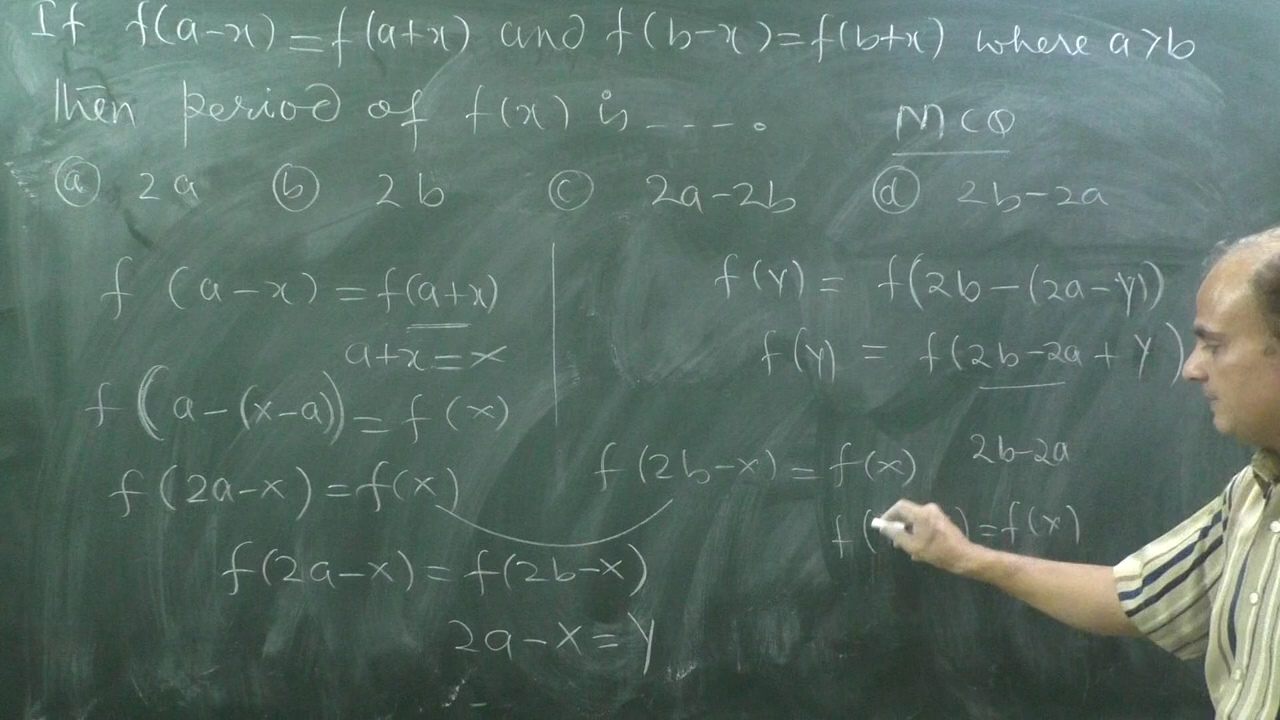 If f(a-x) = f(a+x) and f(b-x) = f(b+x) where a>b
Then period of f(x) is ----.
MCQ
(a) 2a (b) 2b (c) 2a-2b (d) 2b-2a
f (a-x) = f(a+x)
a+x = x
f(a-(x-a)) = f(x)
f(2a-x) = f(x)
f(2b-x) = f(x)
f(2a-x) = f(2b-x)
2a-x = y
f(y) = f(2b-(2a-y))
f(y) = f(2b-2a+y)
2b-2a
f( ) = f(x)